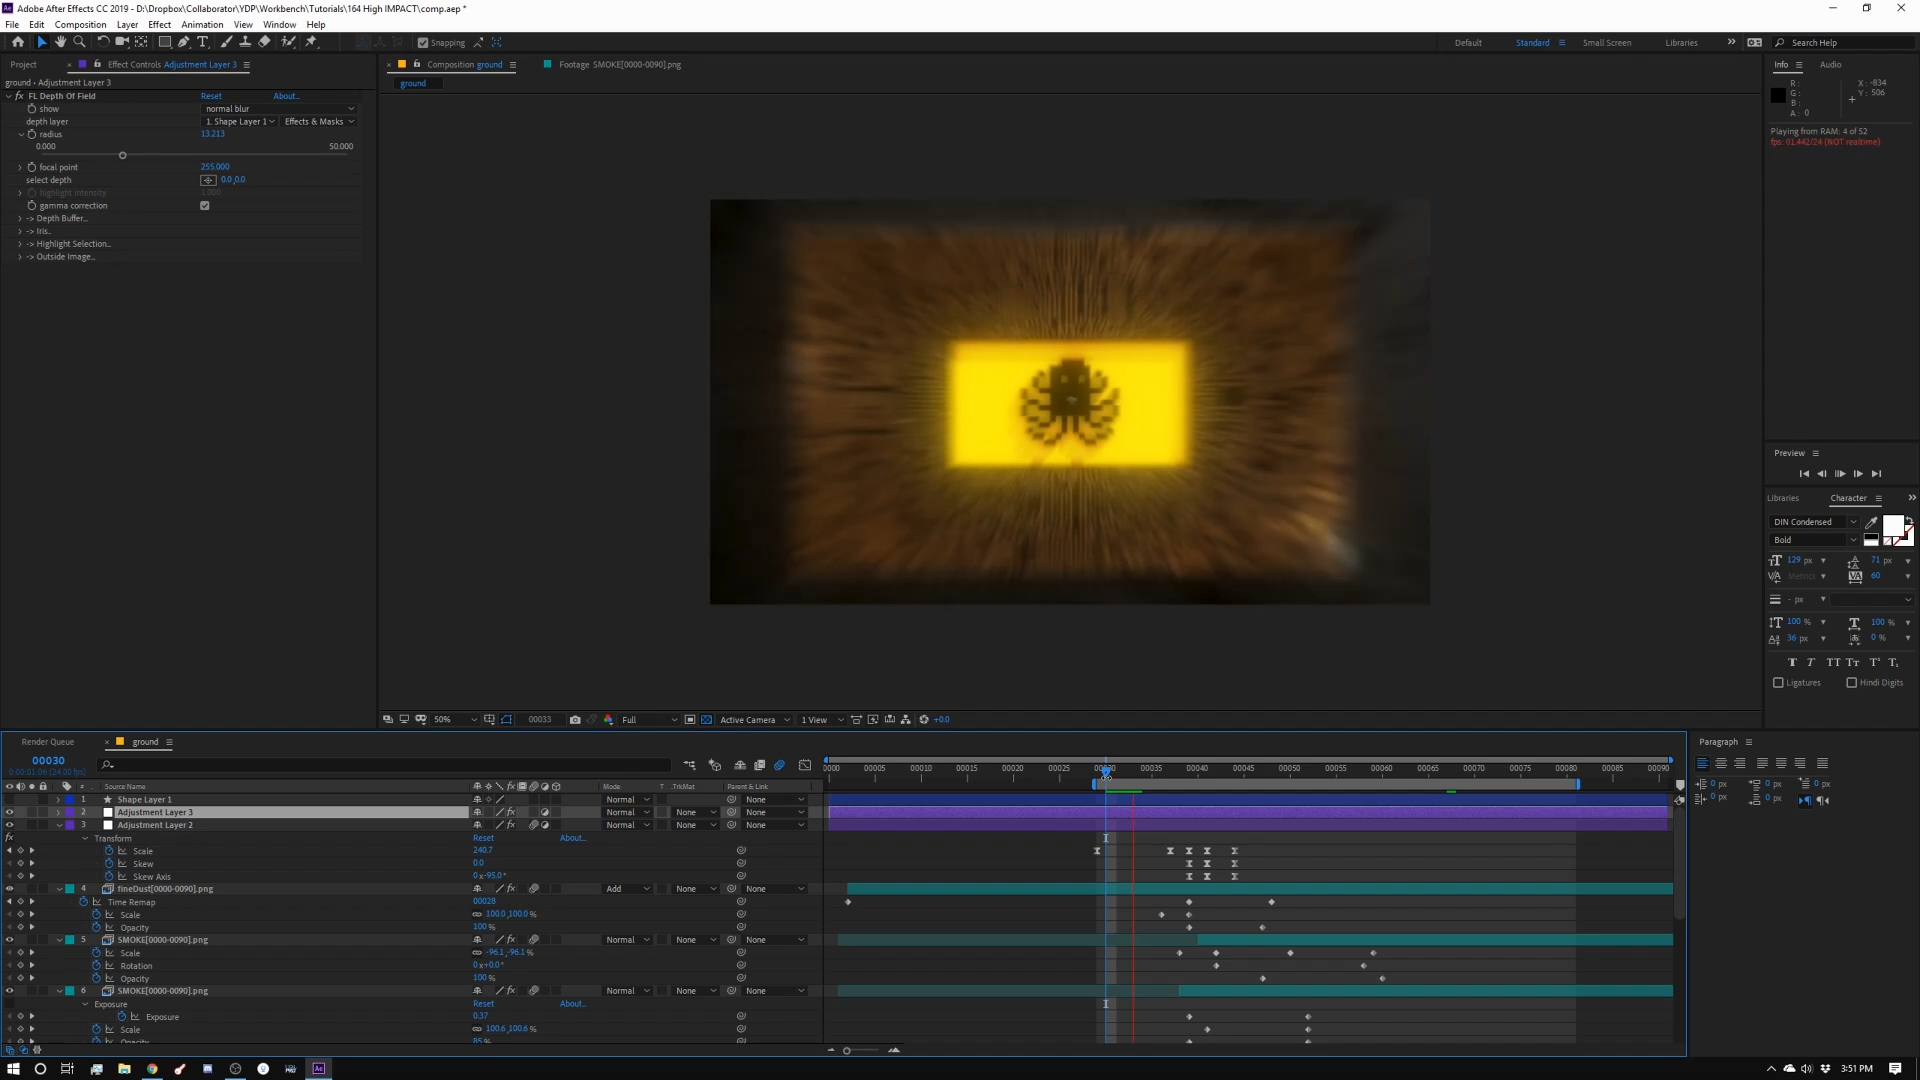 Adobe After Effects CC 2019 - D:\Dropbox\Collaborator\YDP\Workbench\Tutorials\164 High IMPACT\comp.aep *
File Edit Composition Layer Effect Animation View Window Help
Snapping Default Standard Small Screen Libraries Search Help
Project Effect Controls Adjustment Layer 3 Composition ground Footage SMOKE[0000-0090].png Info Audio
ground • Adjustment Layer 3 ground
fx FL Depth Of Field Reset About...
show normal blur
depth layer 1. Shape Layer 1 Effects & Masks
radius 13.213
0.000 50.000
focal point 255.000
select depth 0.0,0.0
highlight intensity 1.000
gamma correction
-> Depth Buffer...
-> Iris..
-> Highlight Selection...
-> Outside Image...
R: X: -834
G: Y: 506
B:
A: 0
Playing from RAM: 4 of 52
fps: 01.442/24 (NOT realtime)
Preview
Libraries Character
DIN Condensed
Bold
129 px 71 px
Metrics 60
- px
100 % 100 %
36 px 0 %
T T TT TT T¹ T₁
Ligatures Hindi Digits
50% 00033 Full Active Camera 1 View +0.0
Render Queue ground
00030
0:00:01:06 (24.00 fps)
# Source Name Mode T .TrkMat Parent & Link
0000 00005 00010 00015 00020 00025 00030 00035 00040 00045 00050 00055 00060 00065 00070 00075 00080 00085 00090
1 Shape Layer 1 Normal None
2 Adjustment Layer 3 Normal None None
3 Adjustment Layer 2 Normal None None
Transform Reset About...
Scale 240.7
Skew 0.0
Skew Axis 0x-95.0°
4 fineDust[0000-0090].png Add None None
Time Remap 00028
Scale 100.0,100.0%
Opacity 100%
5 SMOKE[0000-0090].png Normal None None
Scale -96.1,-96.1%
Rotation 0x+0.0°
Opacity 100%
6 SMOKE[0000-0090].png Normal None None
Exposure Reset About...
Exposure 0.37
Scale 100.6,100.6%
Opacity 85%
Paragraph
0 px 0 px 0 px
0 px 0 px
Ae 3:51 PM